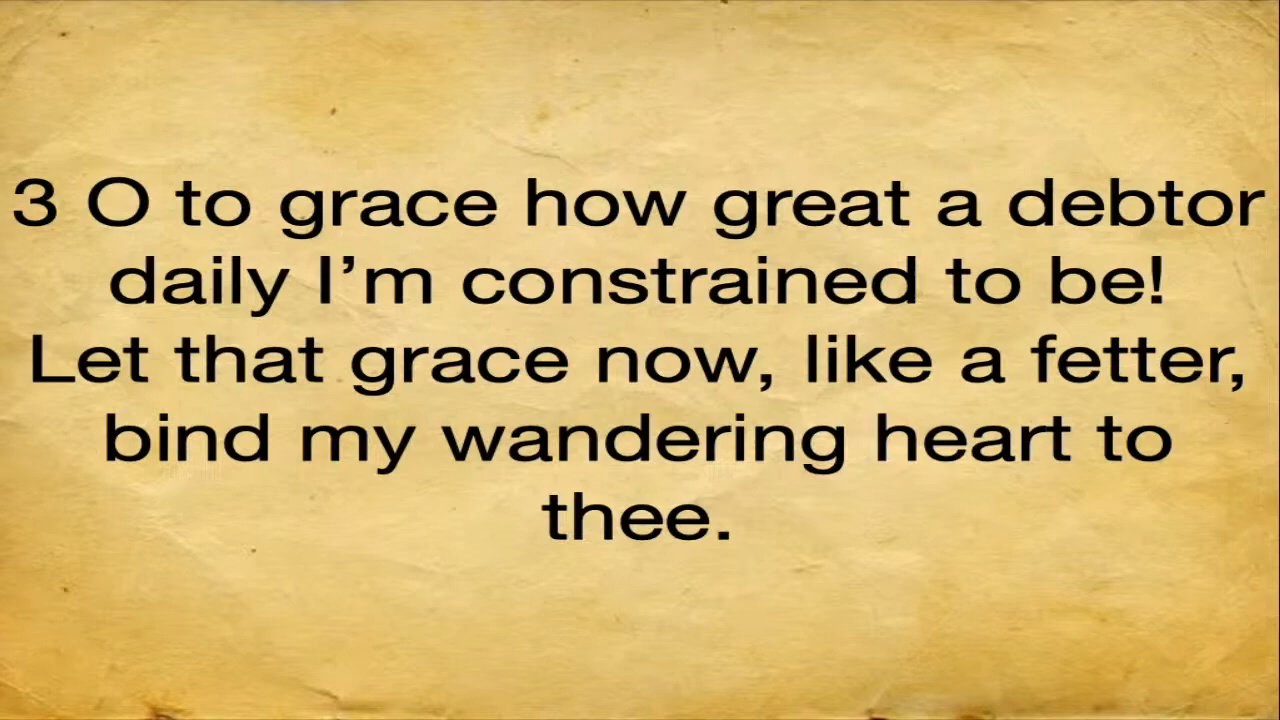 3 O to grace how great a debtor
daily I’m constrained to be!
Let that grace now, like a fetter,
bind my wandering heart to
thee.